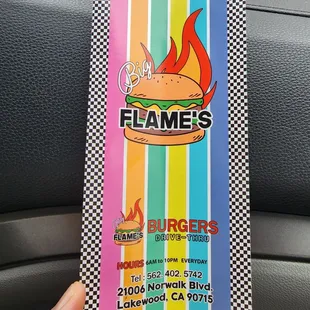 Big
FLAME'S
Big
FLAME'S
BURGERS
DRIVE-THRU
HOURS 6AM to 10PM EVERYDAY
Tel: 562. 402. 5742
21006 Norwalk Blvd.
Lakewood, CA 90715